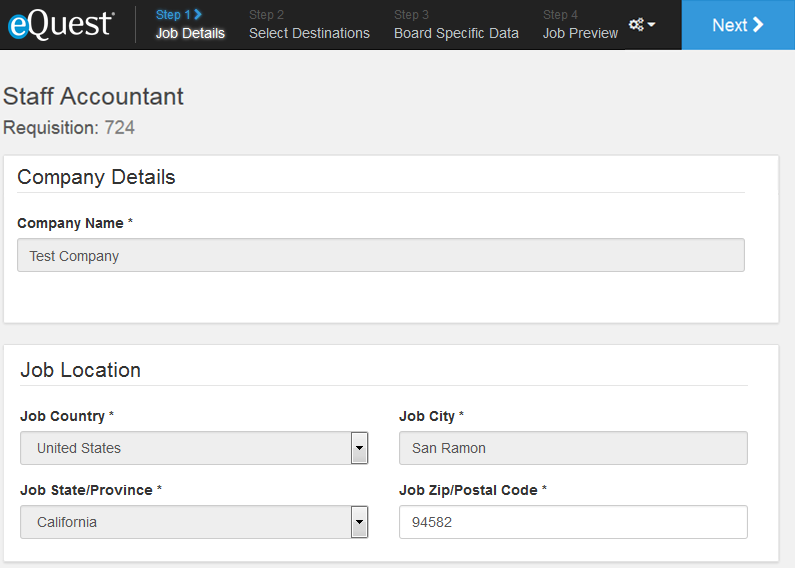 eQuest
Step 1 Step 2 Step 3 Step 4
Job Details Select Destinations Board Specific Data Job Preview Next
Staff Accountant
Requisition: 724
Company Details
Company Name *
Test Company
Job Location
Job Country * Job City *
United States San Ramon
Job State/Province * Job Zip/Postal Code *
California 94582